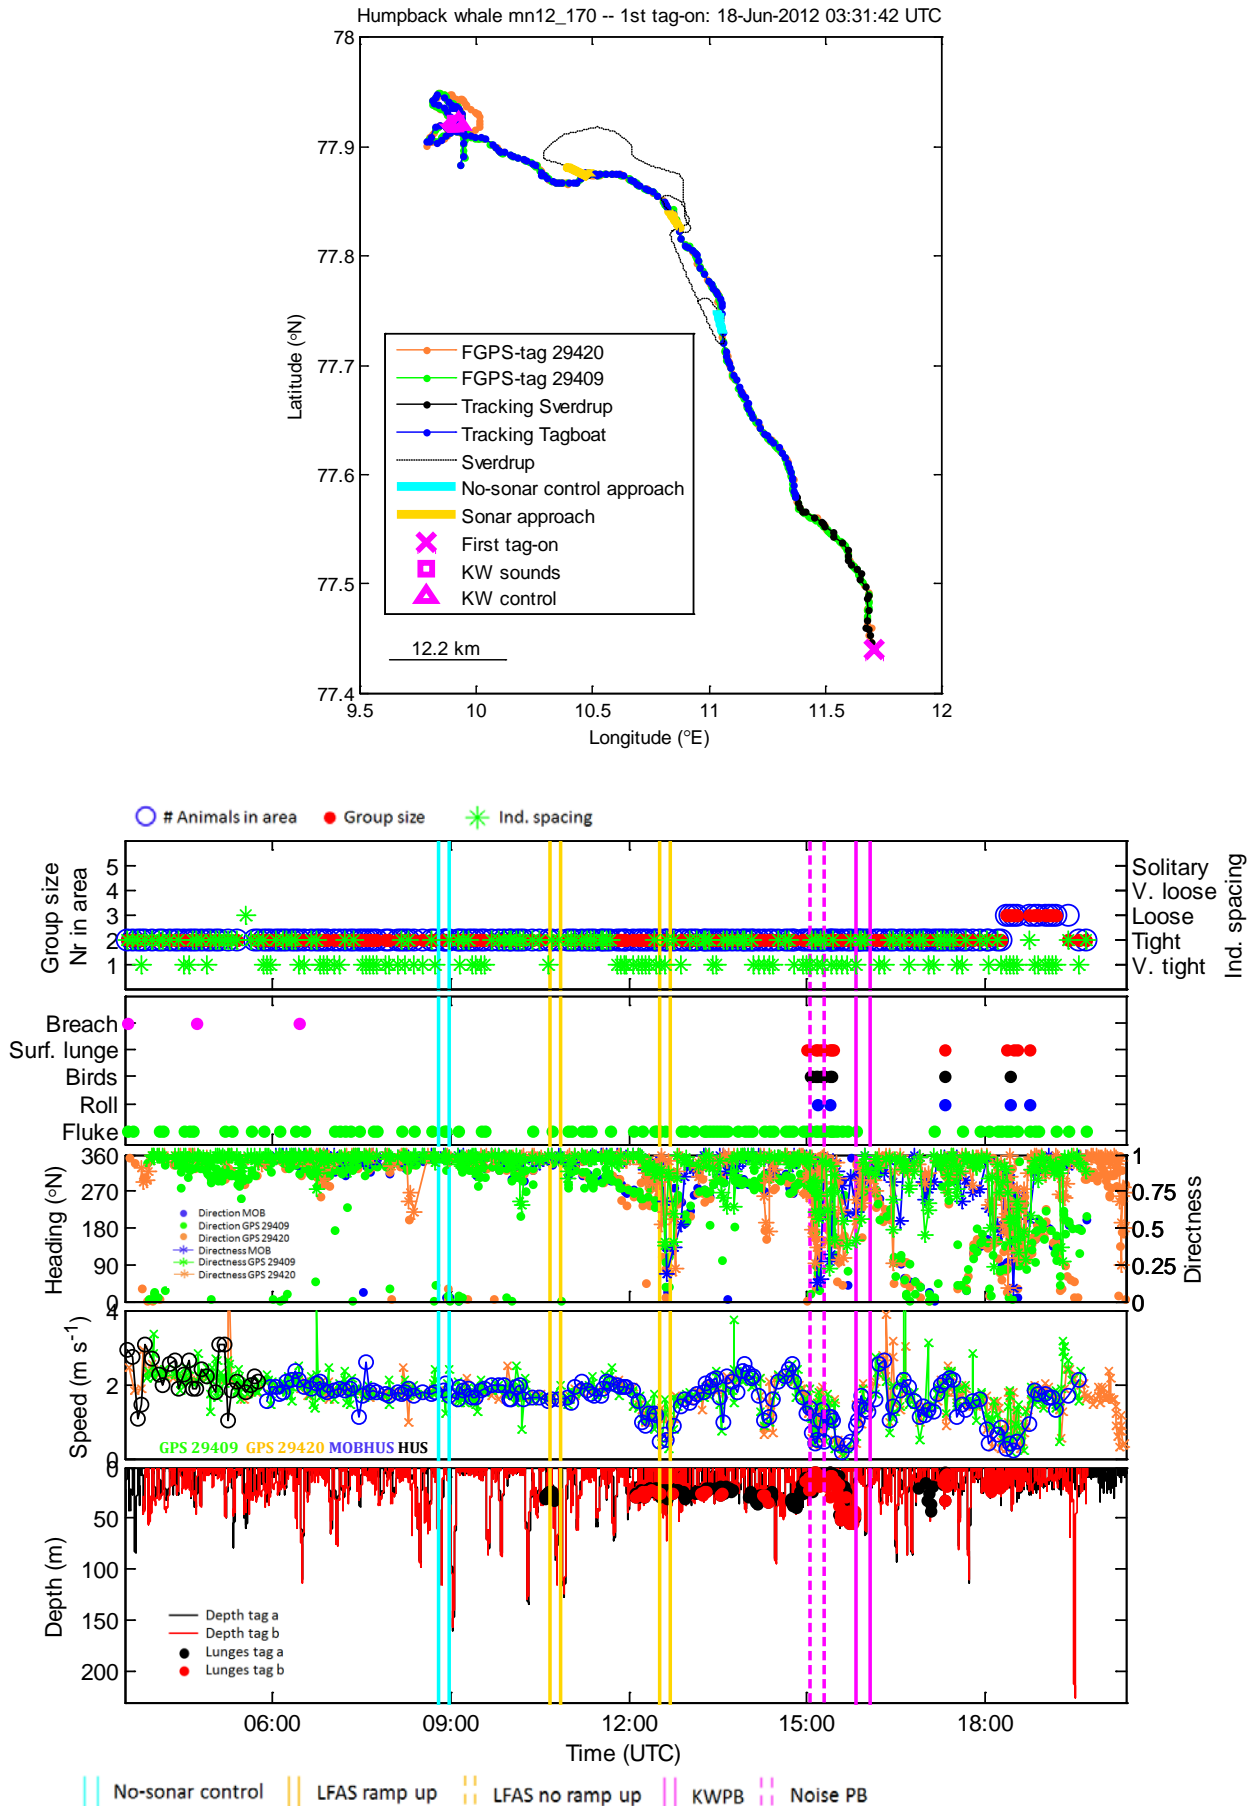 Humpback whale mn12_170 -- 1st tag-on: 18-Jun-2012 03:31:42 UTC
78
77.9
77.8
77.7
77.6
77.5
77.4
Latitude (°N)
FGPS-tag 29420
FGPS-tag 29409
Tracking Sverdrup
Tracking Tagboat
Sverdrup
No-sonar control approach
Sonar approach
First tag-on
KW sounds
KW control
12.2 km
9.5 10 10.5 11 11.5 12
Longitude (°E)
# Animals in area Group size Ind. spacing
Group size
Nr in area
5
4
3
2
1
Solitary
V. loose
Loose
Tight
V. tight
Ind. spacing
Breach
Surf. lunge
Birds
Roll
Fluke
Heading (°N)
360
270
180
90
0
Direction MOB
Direction GPS 29409
Direction GPS 29420
Directness MOB
Directness GPS 29409
Directness GPS 29420
1
0.75
0.5
0.25
0
Directness
Speed (m s-1)
4
2
0
GPS 29409 GPS 29420 MOBHUS HUS
Depth (m)
0
50
100
150
200
Depth tag a
Depth tag b
Lunges tag a
Lunges tag b
06:00 09:00 12:00 15:00 18:00
Time (UTC)
No-sonar control LFAS ramp up LFAS no ramp up KWPB Noise PB